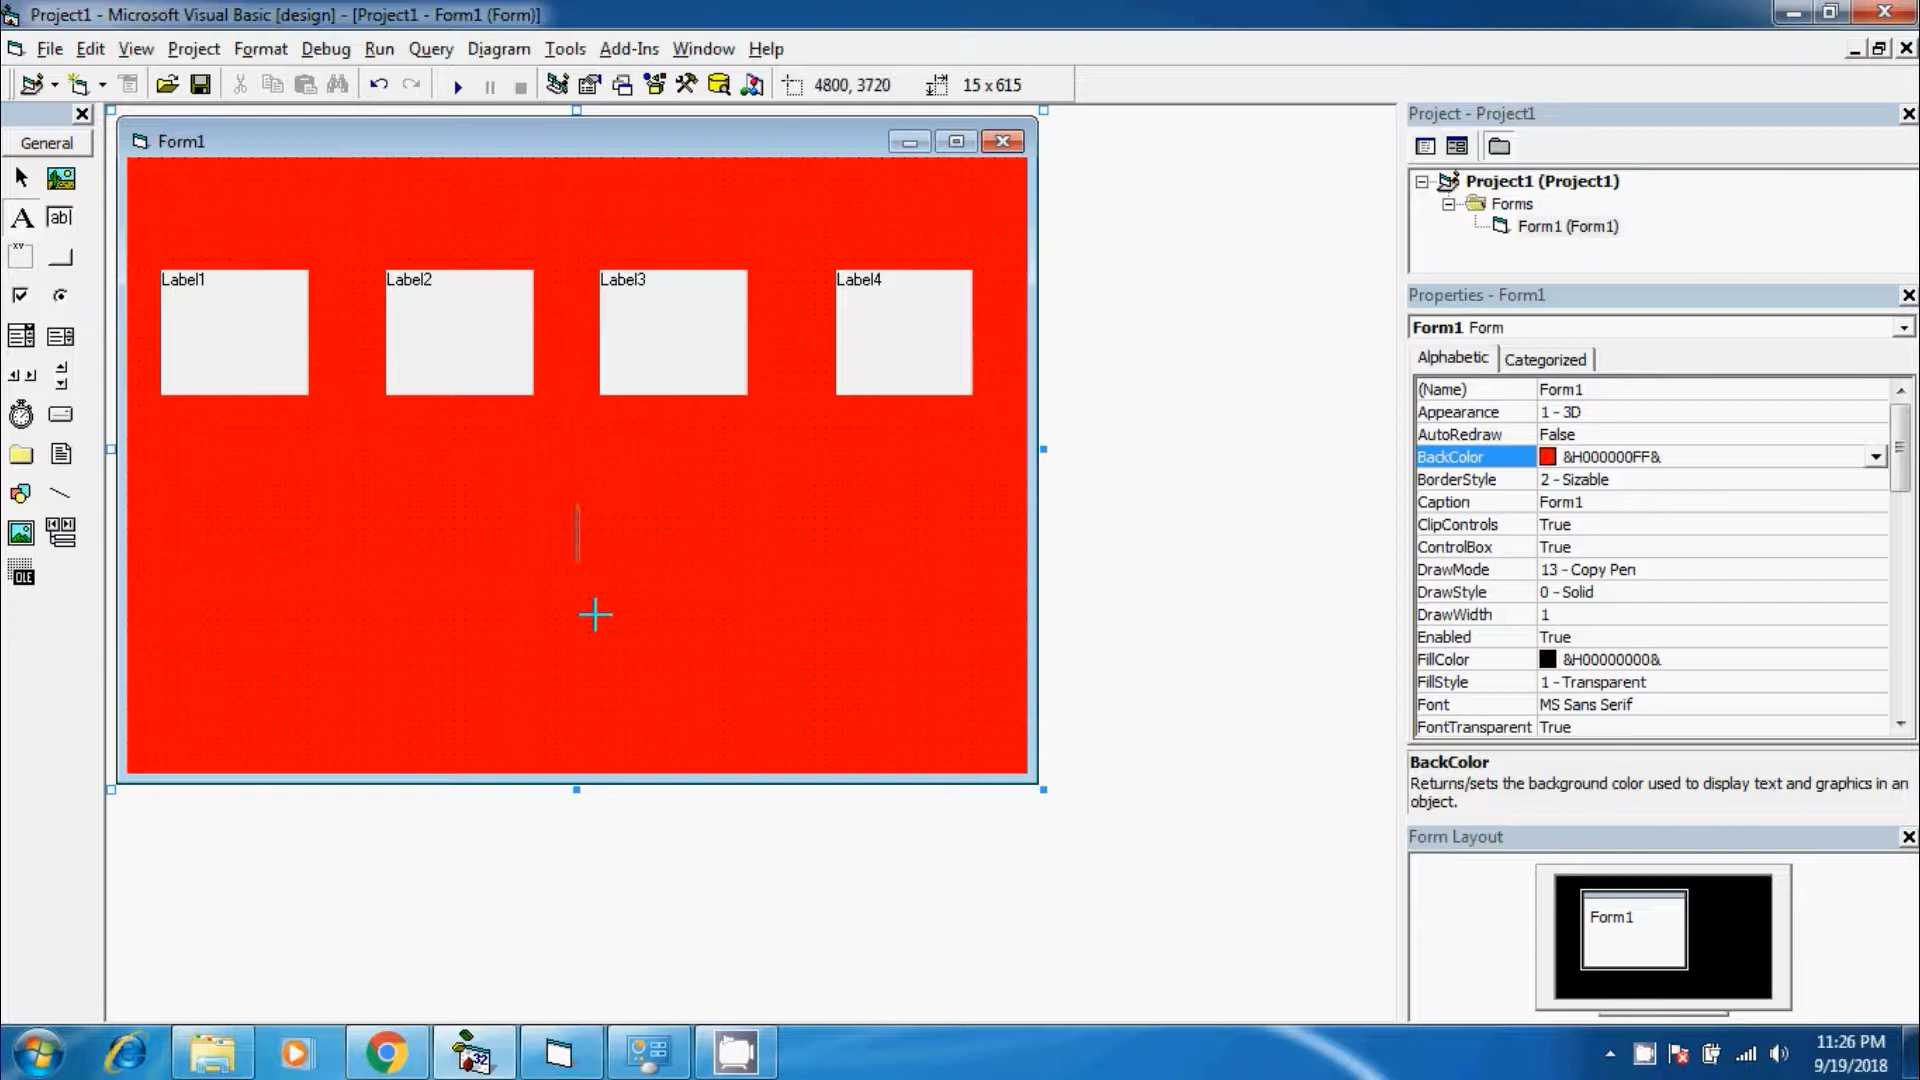 Project1 - Microsoft Visual Basic [design] - [Project1 - Form1 (Form)]
File Edit View Project Format Debug Run Query Diagram Tools Add-Ins Window Help
4800, 3720 15 x 615
General
A ab|
xy
OLE
Form1
Label1 Label2 Label3 Label4
Project - Project1
Project1 (Project1)
Forms
Form1 (Form1)
Properties - Form1
Form1 Form
Alphabetic Categorized
(Name) Form1
Appearance 1 - 3D
AutoRedraw False
BackColor &H000000FF&
BorderStyle 2 - Sizable
Caption Form1
ClipControls True
ControlBox True
DrawMode 13 - Copy Pen
DrawStyle 0 - Solid
DrawWidth 1
Enabled True
FillColor &H00000000&
FillStyle 1 - Transparent
Font MS Sans Serif
FontTransparent True
BackColor
Returns/sets the background color used to display text and graphics in an
object.
Form Layout
Form1
32
11:26 PM
9/19/2018